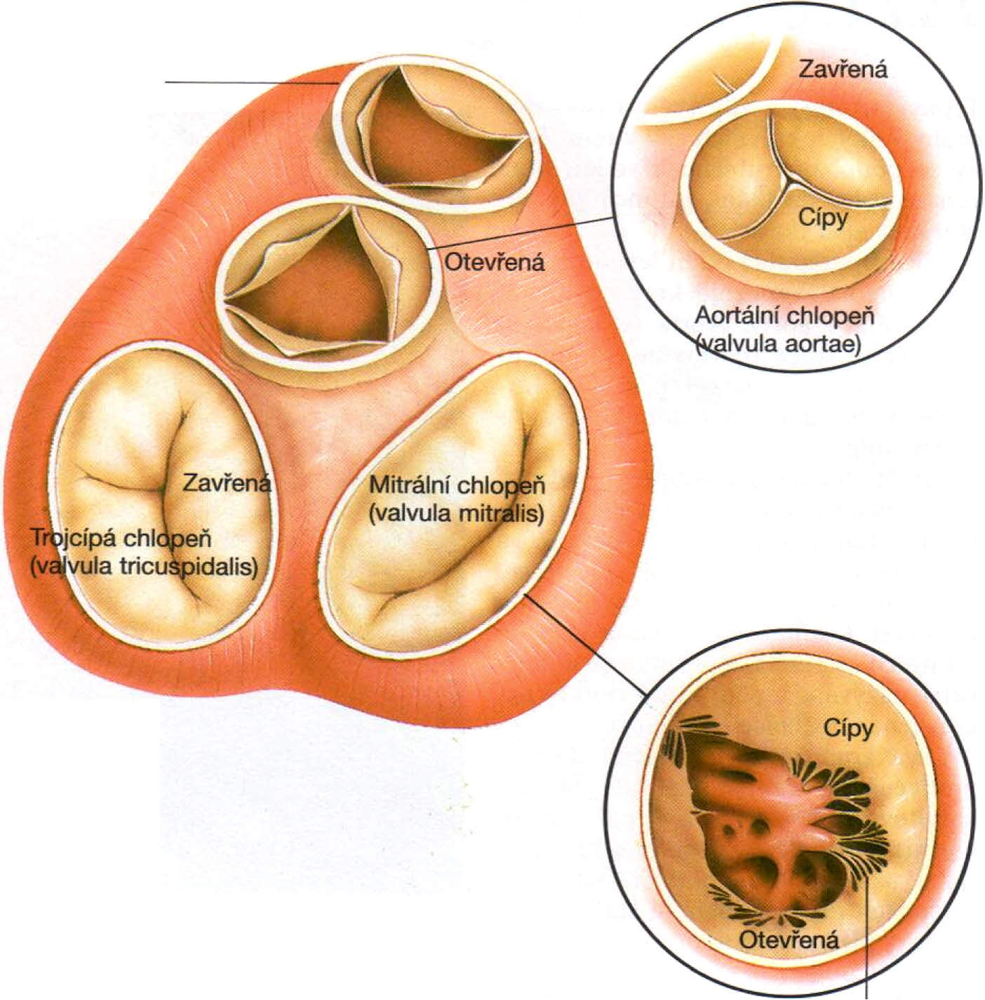 Zavřená
Cípy
Aortální chlopeň
(valvula aortae)
Otevřená
Zavřená
Trojcípá chlopeň
(valvula tricuspidalis)
Mitrální chlopeň
(valvula mitralis)
Cípy
Otevřená